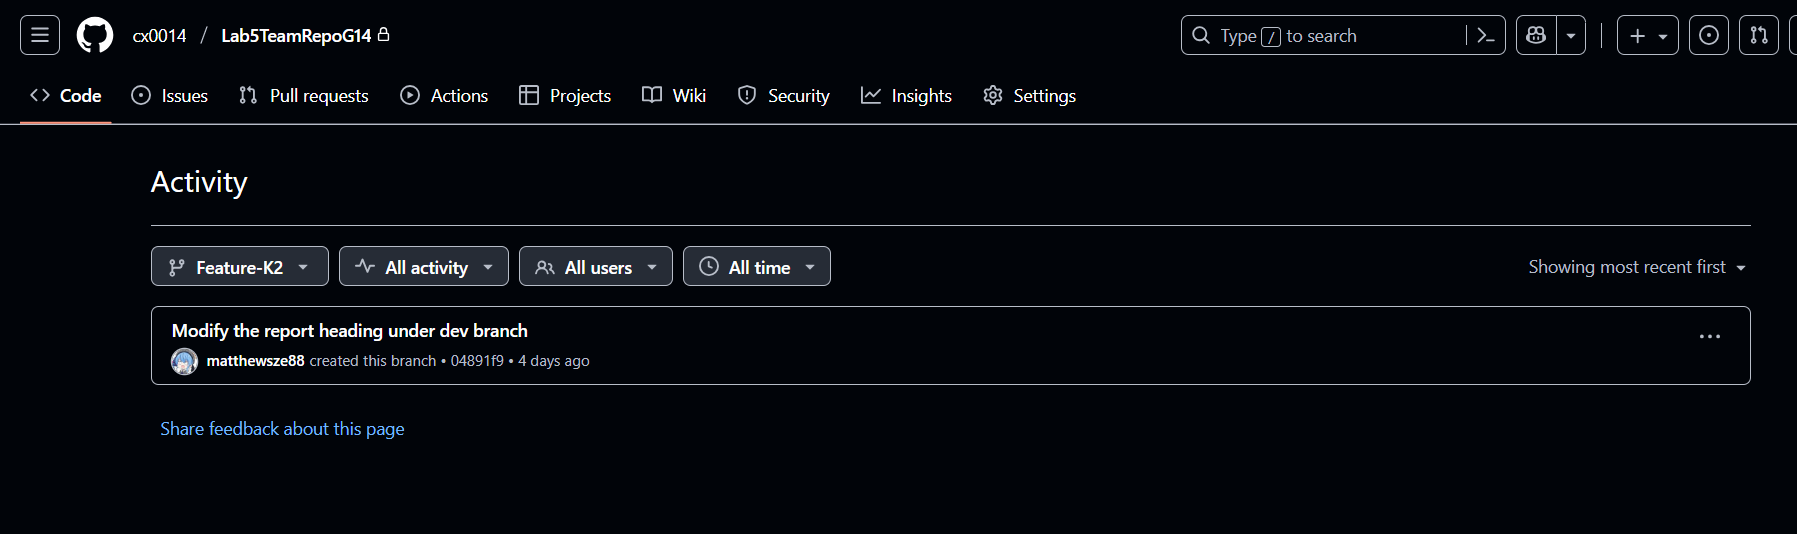 cx0014 / Lab5TeamRepoG14
Type / to search
Code Issues Pull requests Actions Projects Wiki Security Insights Settings
Activity
Feature-K2 All activity All users All time Showing most recent first
Modify the report heading under dev branch
matthewsze88 created this branch • 04891f9 • 4 days ago
Share feedback about this page